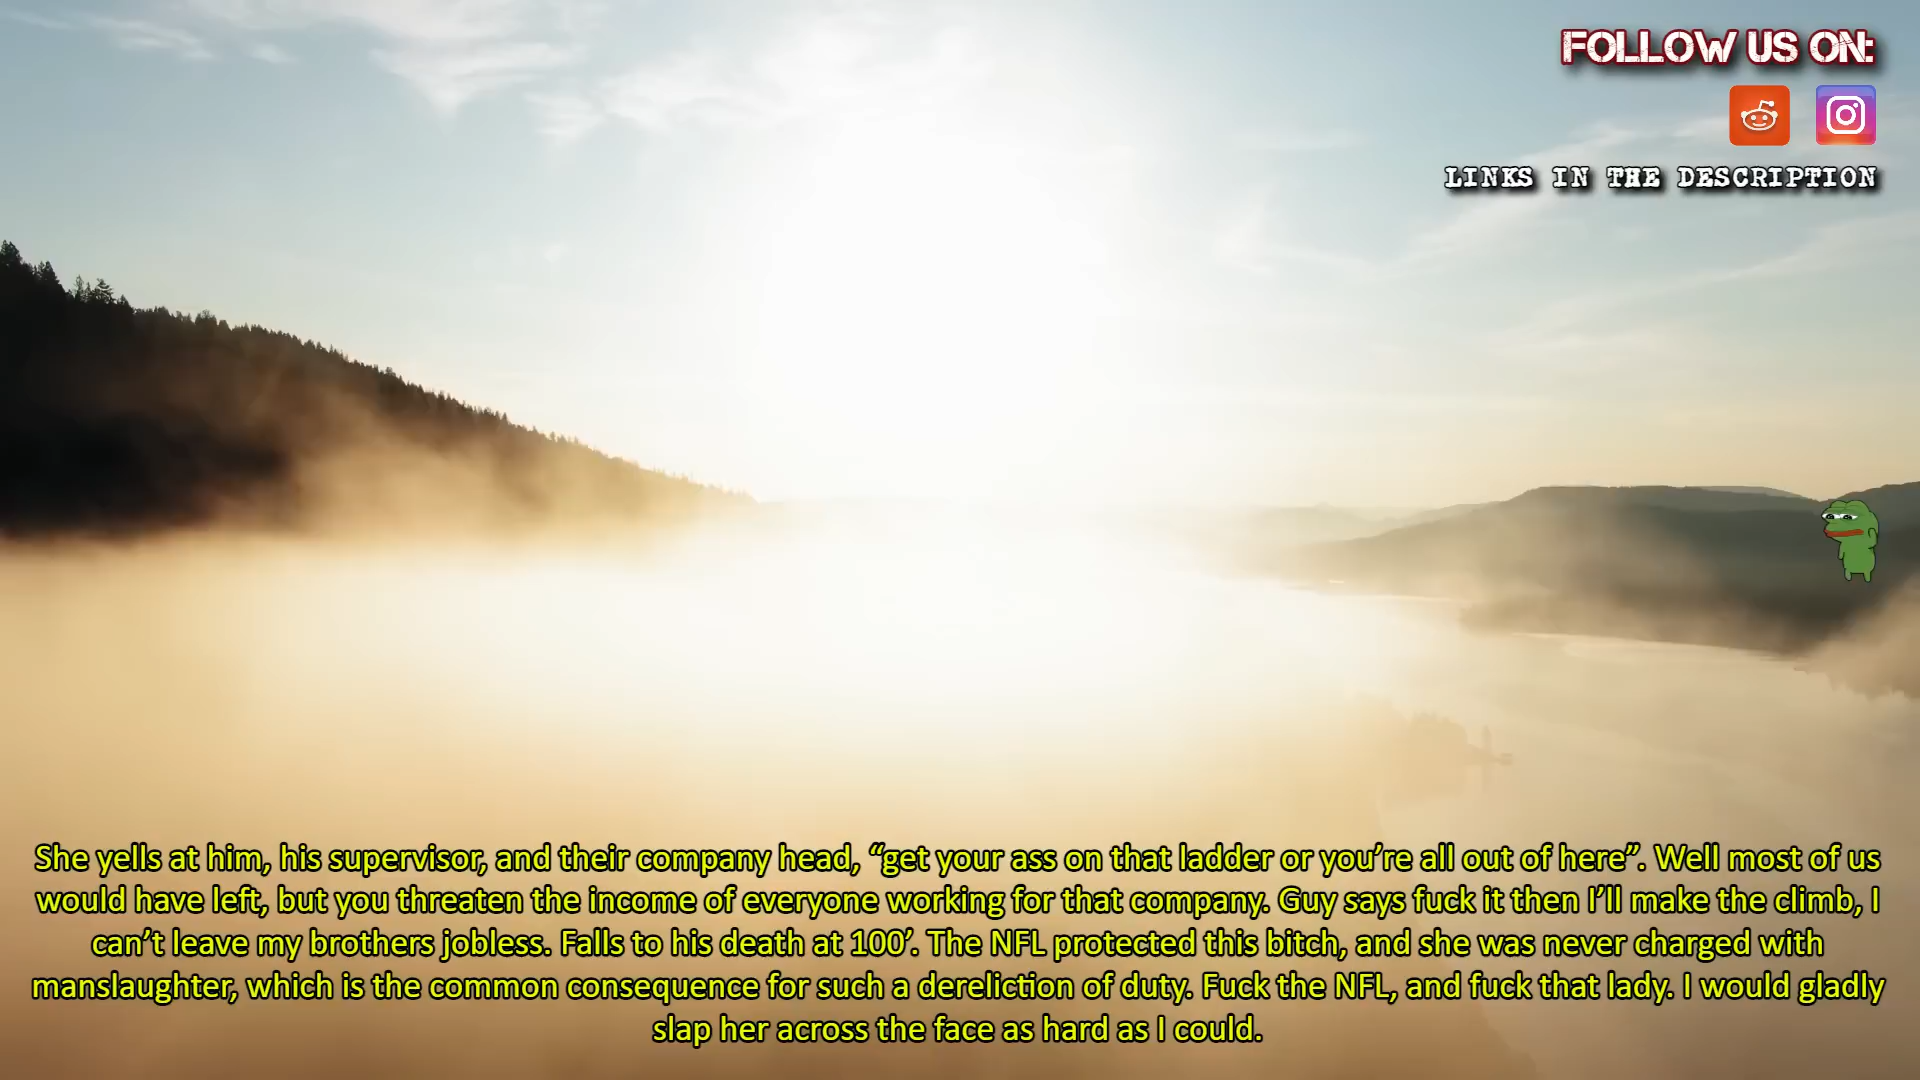 FOLLOW US ON:
LINKS IN THE DESCRIPTION
She yells at him, his supervisor, and their company head, “get your ass on that ladder or you’re all out of here”. Well most of us
would have left, but you threaten the income of everyone working for that company. Guy says fuck it then I’ll make the climb, I
can’t leave my brothers jobless. Falls to his death at 100’. The NFL protected this bitch, and she was never charged with
manslaughter, which is the common consequence for such a dereliction of duty. Fuck the NFL, and fuck that lady. I would gladly
slap her across the face as hard as I could.